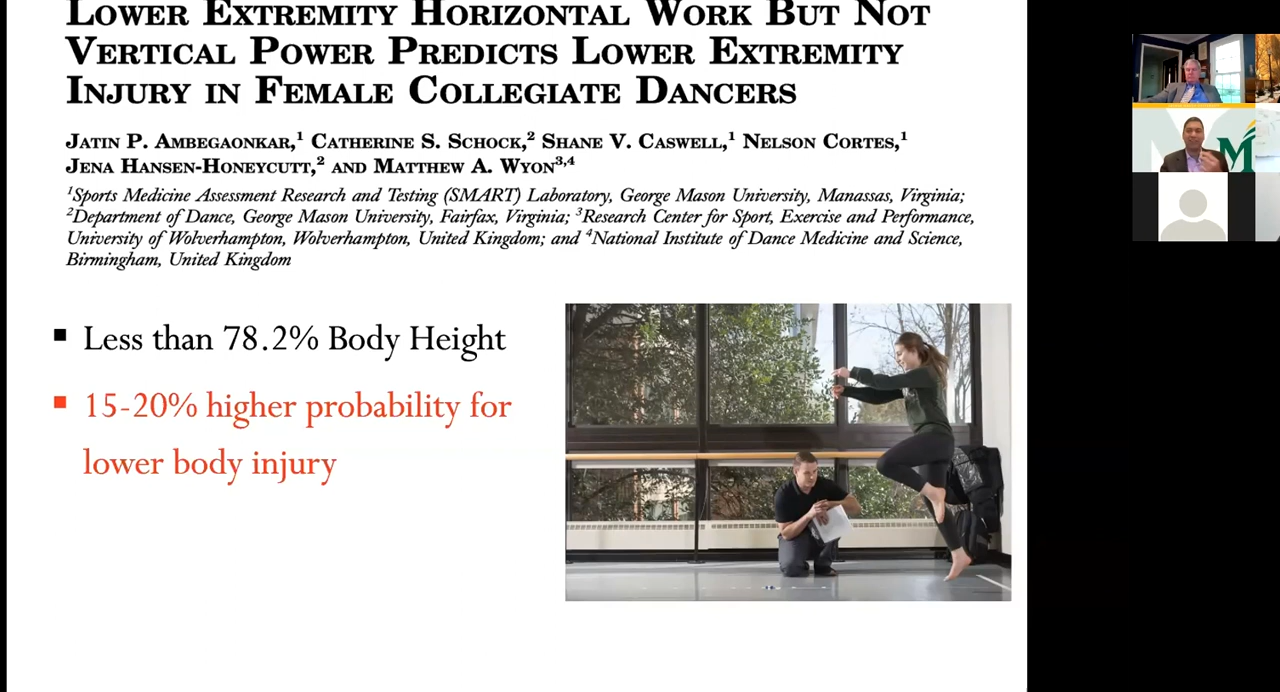 LOWER EXTREMITY HORIZONTAL WORK BUT NOT
VERTICAL POWER PREDICTS LOWER EXTREMITY
INJURY IN FEMALE COLLEGIATE DANCERS
JATIN P. AMBEGAONKAR,¹ CATHERINE S. SCHOCK,² SHANE V. CASWELL,¹ NELSON CORTES,¹
JENA HANSEN-HONEYCUTT,² AND MATTHEW A. WYON³,⁴
¹Sports Medicine Assessment Research and Testing (SMART) Laboratory, George Mason University, Manassas, Virginia;
²Department of Dance, George Mason University, Fairfax, Virginia; ³Research Center for Sport, Exercise and Performance,
University of Wolverhampton, Wolverhampton, United Kingdom; and ⁴National Institute of Dance Medicine and Science,
Birmingham, United Kingdom
▪ Less than 78.2% Body Height
▪ 15-20% higher probability for
lower body injury
M